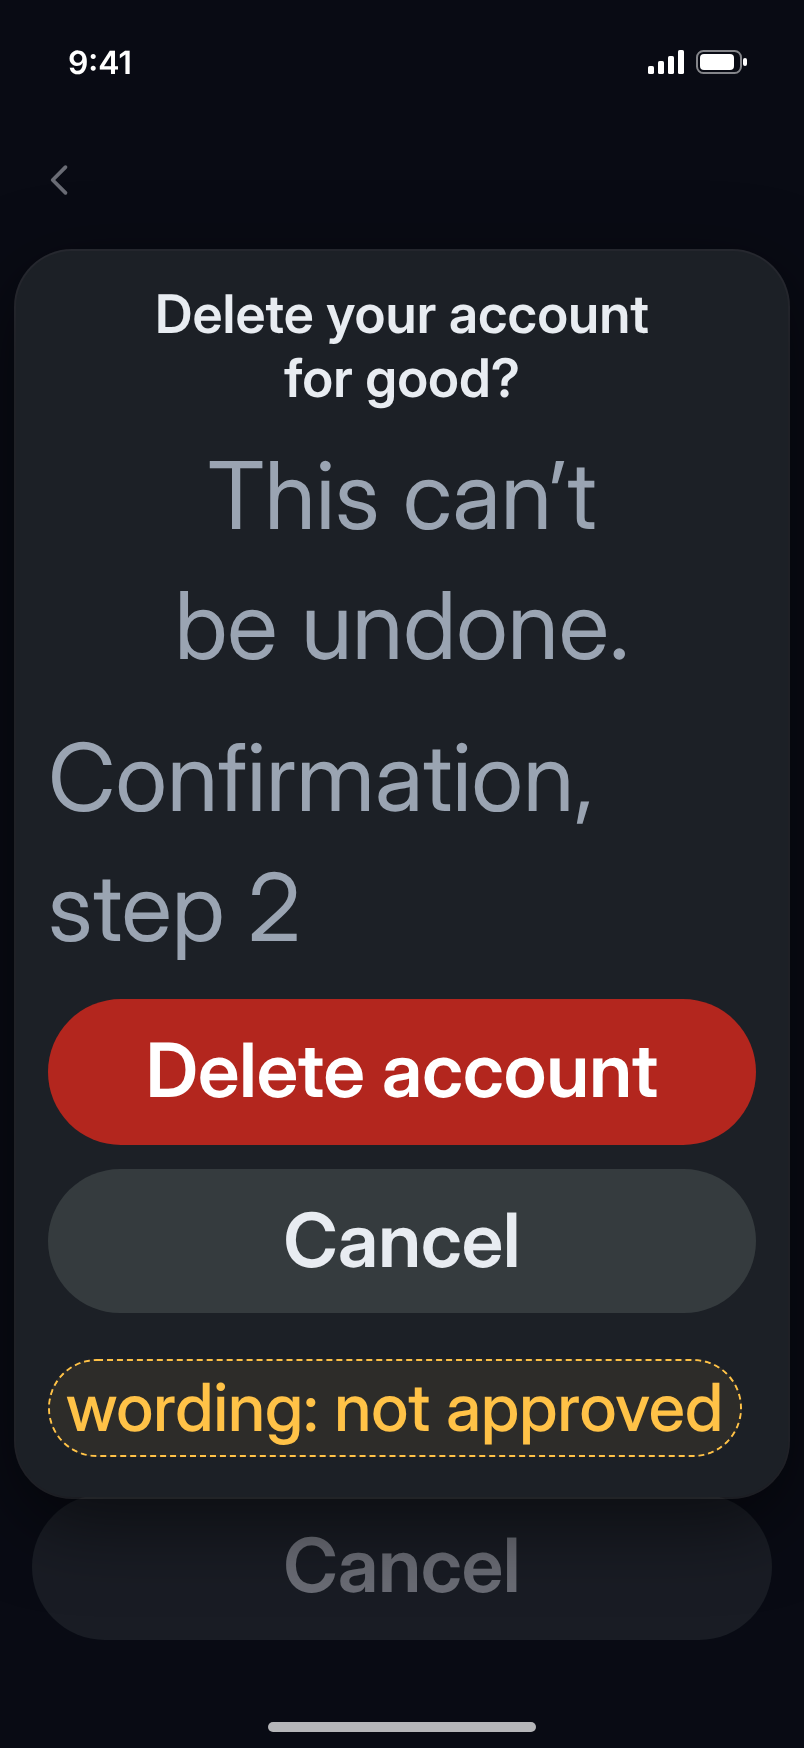 9:41
Delete your account
for good?
This can’t
be undone.
Confirmation,
step 2
Delete account
Cancel
wording: not approved
Cancel